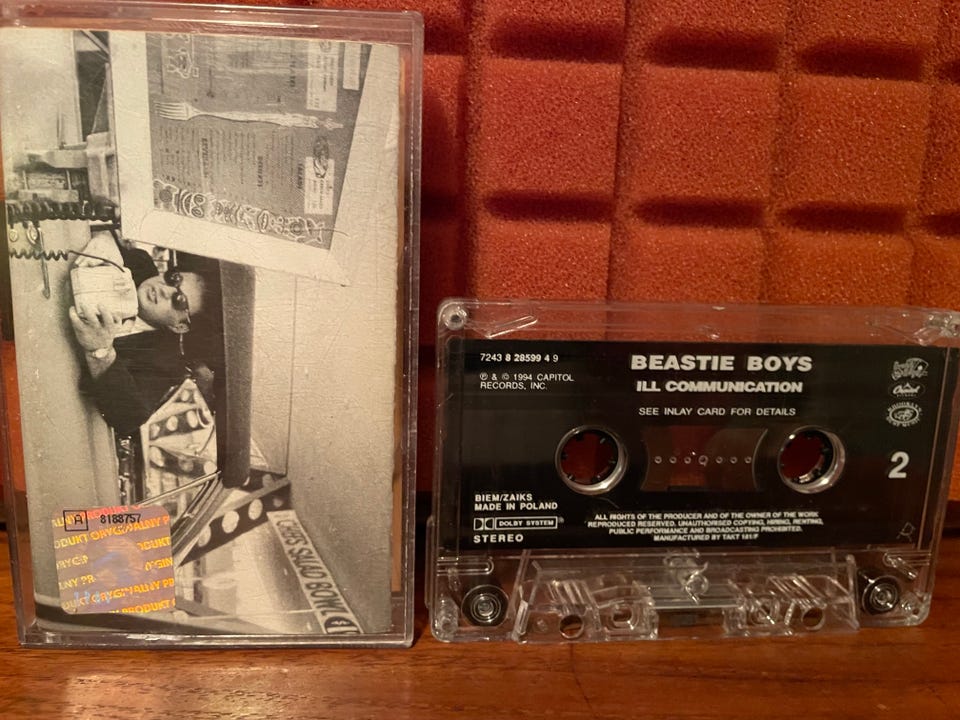 A 8188757
ORYGINALNY P
PRODUKT
CHEF'S SALAD BOWL
7243 8 28599 4 9
℗ & © 1994 CAPITOL
RECORDS, INC.
BEASTIE BOYS
ILL COMMUNICATION
SEE INLAY CARD FOR DETAILS
Capitol
2
BIEM/ZAIKS
MADE IN POLAND
DOLBY SYSTEM®
STEREO
ALL RIGHTS OF THE PRODUCER AND OF THE OWNER OF THE WORK
REPRODUCED RESERVED. UNAUTHORISED COPYING, HIRING, RENTING,
PUBLIC PERFORMANCE AND BROADCASTING PROHIBITED.
MANUFACTURED BY TAKT 181/F